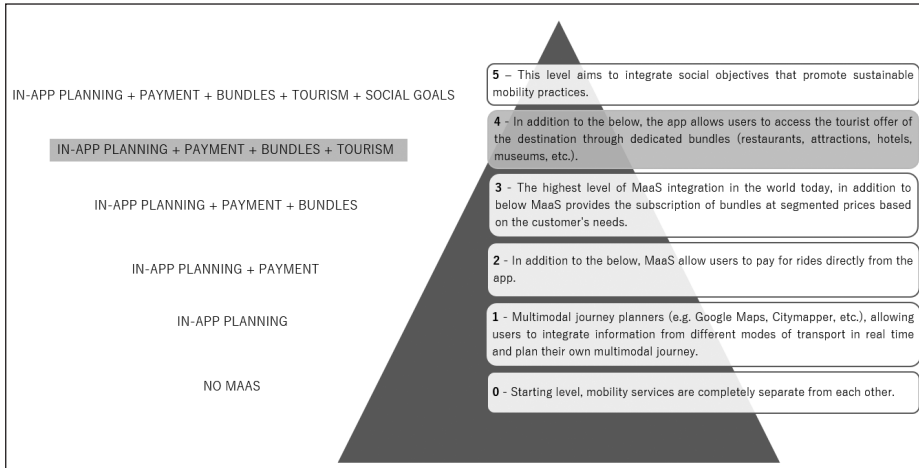 IN-APP PLANNING + PAYMENT + BUNDLES + TOURISM + SOCIAL GOALS
5 – This level aims to integrate social objectives that promote sustainable
mobility practices.
IN-APP PLANNING + PAYMENT + BUNDLES + TOURISM
4 - In addition to the below, the app allows users to access the tourist offer of
the destination through dedicated bundles (restaurants, attractions, hotels,
museums, etc.).
IN-APP PLANNING + PAYMENT + BUNDLES
3 - The highest level of MaaS integration in the world today, in addition to
below MaaS provides the subscription of bundles at segmented prices based
on the customer's needs.
IN-APP PLANNING + PAYMENT
2 - In addition to the below, MaaS allow users to pay for rides directly from the
app.
IN-APP PLANNING
1 - Multimodal journey planners (e.g. Google Maps, Citymapper, etc.), allowing
users to integrate information from different modes of transport in real time
and plan their own multimodal journey.
NO MAAS
0 - Starting level, mobility services are completely separate from each other.